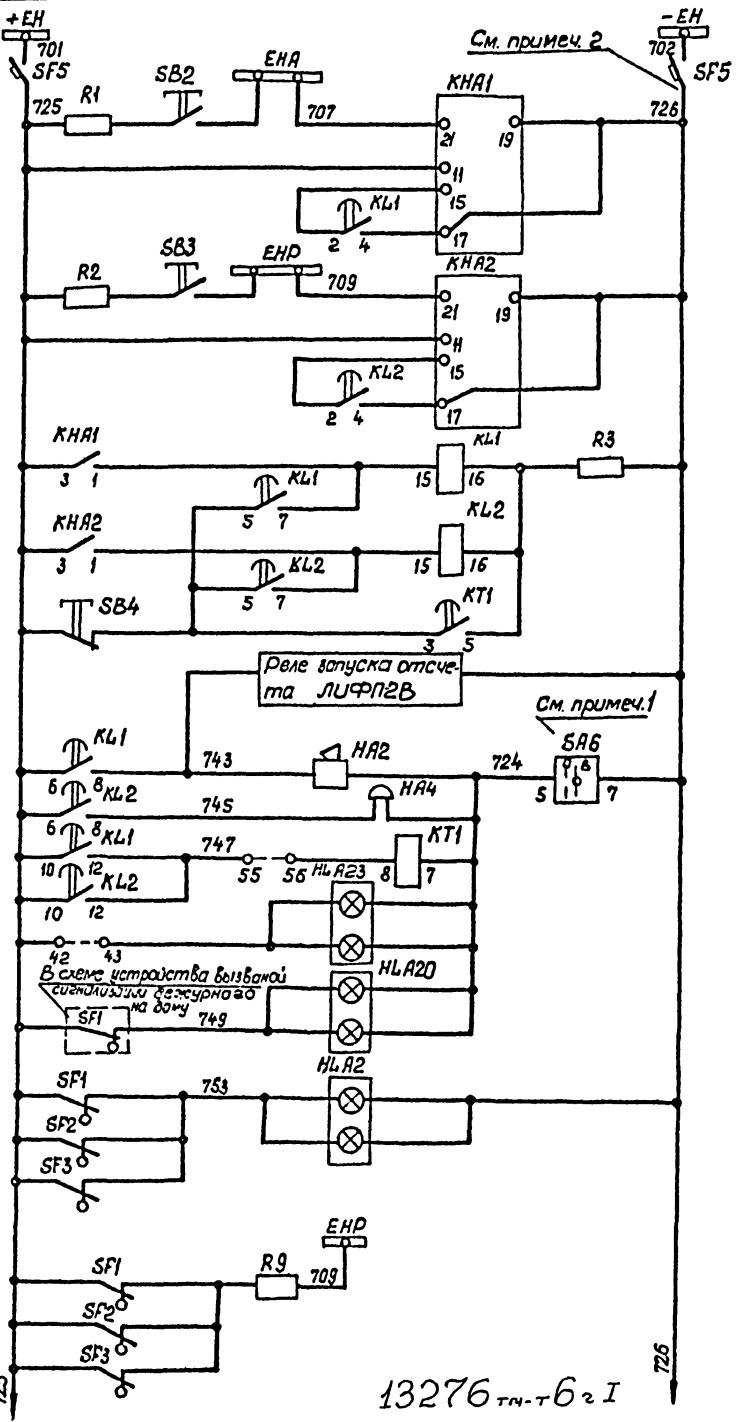 +EH
-EH
701
См. примеч. 2
702
SF5
SF5
725
R1
SB2
EHA
707
KHA1
726
21
19
11
15
KL1
2
4
17
R2
SB3
EHP
709
KHA2
21
19
11
15
KL2
2
4
17
KHA1
3
1
KL1
15
16
R3
KL1
5
7
KHA2
3
1
KL2
15
16
KL2
5
7
SB4
KT1
3
5
Реле запуска отсче-
та ЛИФП2В
См. примеч.1
KL1
6
8
743
HA2
724
SA6
5
7
KL2
6
8
745
HA4
KL1
10
12
747
55
56
KT1
8
7
KL2
10
12
HLA23
42
43
В схеме устройства вызывной
сигнализации дежурного
на дому
SF1
749
HLA20
SF1
753
HLA2
SF2
SF3
EHP
SF1
R9
709
SF2
SF3
726
13276тм-т6 г I